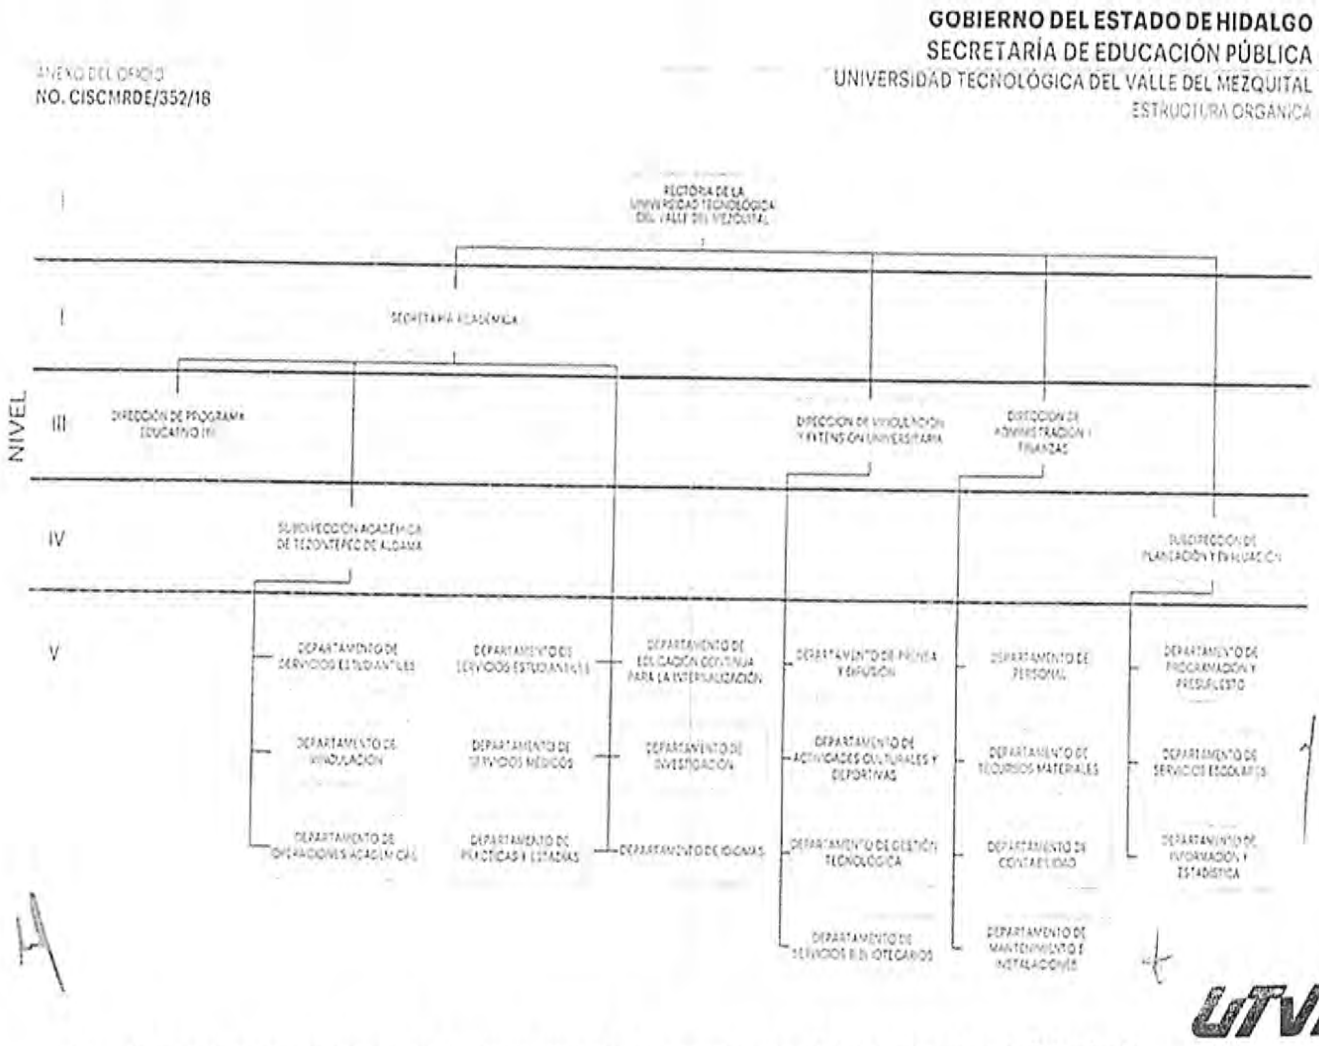 GOBIERNO DEL ESTADO DE HIDALGO
SECRETARÍA DE EDUCACIÓN PÚBLICA
UNIVERSIDAD TECNOLÓGICA DEL VALLE DEL MEZQUITAL
ESTRUCTURA ORGÁNICA
ANEXO DEL OFICIO
NO. CISCMRDE/352/18
RECTORÍA DE LA
UNIVERSIDAD TECNOLÓGICA
DEL VALLE DEL MEZQUITAL
I
SECRETARÍA ACADÉMICA
NIVEL
III
DIRECCIÓN DE PROGRAMA
EDUCATIVO
DIRECCIÓN DE VINCULACIÓN
Y EXTENSIÓN UNIVERSITARIA
DIRECCIÓN DE
ADMINISTRACIÓN Y
FINANZAS
IV
SUBDIRECCIÓN ACADÉMICA
DE TEZONTEPEC DE ALDAMA
SUBDIRECCIÓN DE
PLANEACIÓN Y EVALUACIÓN
V
DEPARTAMENTO DE
SERVICIOS ESTUDIANTILES
DEPARTAMENTO DE
SERVICIOS ESTUDIANTILES
DEPARTAMENTO DE
EDUCACIÓN CONTINUA
PARA LA INTERNALIZACIÓN
DEPARTAMENTO DE PRENSA
Y DIFUSIÓN
DEPARTAMENTO DE
PERSONAL
DEPARTAMENTO DE
PROGRAMACIÓN Y
PRESUPUESTO
DEPARTAMENTO DE
VINCULACIÓN
DEPARTAMENTO DE
SERVICIOS MÉDICOS
DEPARTAMENTO DE
INVESTIGACIÓN
DEPARTAMENTO DE
ACTIVIDADES CULTURALES Y
DEPORTIVAS
DEPARTAMENTO DE
RECURSOS MATERIALES
DEPARTAMENTO DE
SERVICIOS ESCOLARES
DEPARTAMENTO DE
OPERACIONES ACADÉMICAS
DEPARTAMENTO DE
PRÁCTICAS Y ESTADÍAS
DEPARTAMENTO DE IDIOMAS
DEPARTAMENTO DE GESTIÓN
TECNOLÓGICA
DEPARTAMENTO DE
CONTABILIDAD
DEPARTAMENTO DE
INFORMACIÓN Y
ESTADÍSTICA
DEPARTAMENTO DE
SERVICIOS BIBLIOTECARIOS
DEPARTAMENTO DE
MANTENIMIENTO E
INSTALACIONES